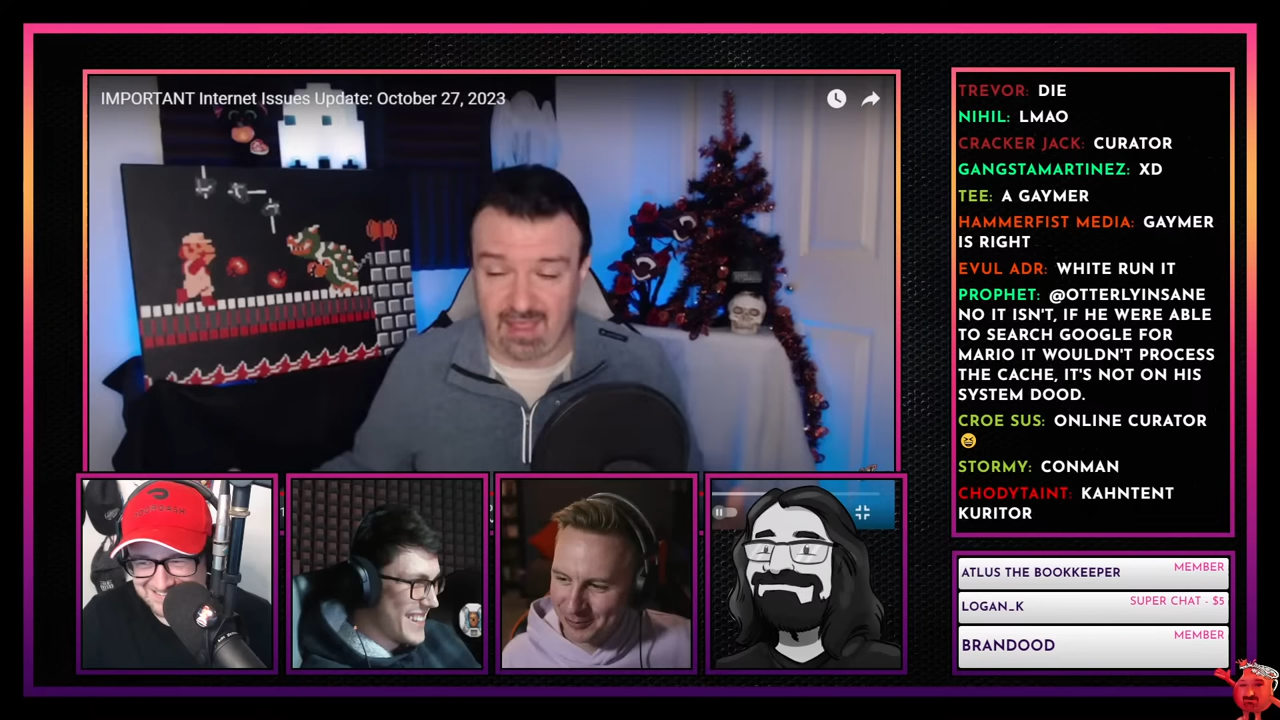 IMPORTANT Internet Issues Update: October 27, 2023
TREVOR: DIE
NIHIL: LMAO
CRACKER JACK: CURATOR
GANGSTAMARTINEZ: XD
TEE: A GAYMER
HAMMERFIST MEDIA: GAYMER
IS RIGHT
EVUL ADR: WHITE RUN IT
PROPHET: @OTTERLYINSANE
NO IT ISN'T, IF HE WERE ABLE
TO SEARCH GOOGLE FOR
MARIO IT WOULDN'T PROCESS
THE CACHE, IT'S NOT ON HIS
SYSTEM DOOD.
CROE SUS: ONLINE CURATOR
😆
STORMY: CONMAN
CHODYTAINT: KAHNTENT
KURITOR
ATLUS THE BOOKKEEPER MEMBER
LOGAN_K SUPER CHAT - $5
BRANDOOD MEMBER